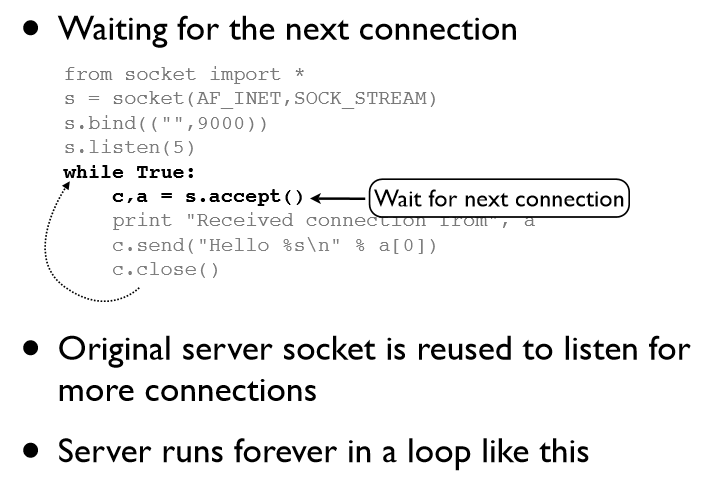 • Waiting for the next connection
from socket import *
s = socket(AF_INET,SOCK_STREAM)
s.bind(("",9000))
s.listen(5)
while True:
    c,a = s.accept()
Wait for next connection
    print "Received connection from", a
    c.send("Hello %s\n" % a[0])
    c.close()
• Original server socket is reused to listen for
more connections
• Server runs forever in a loop like this